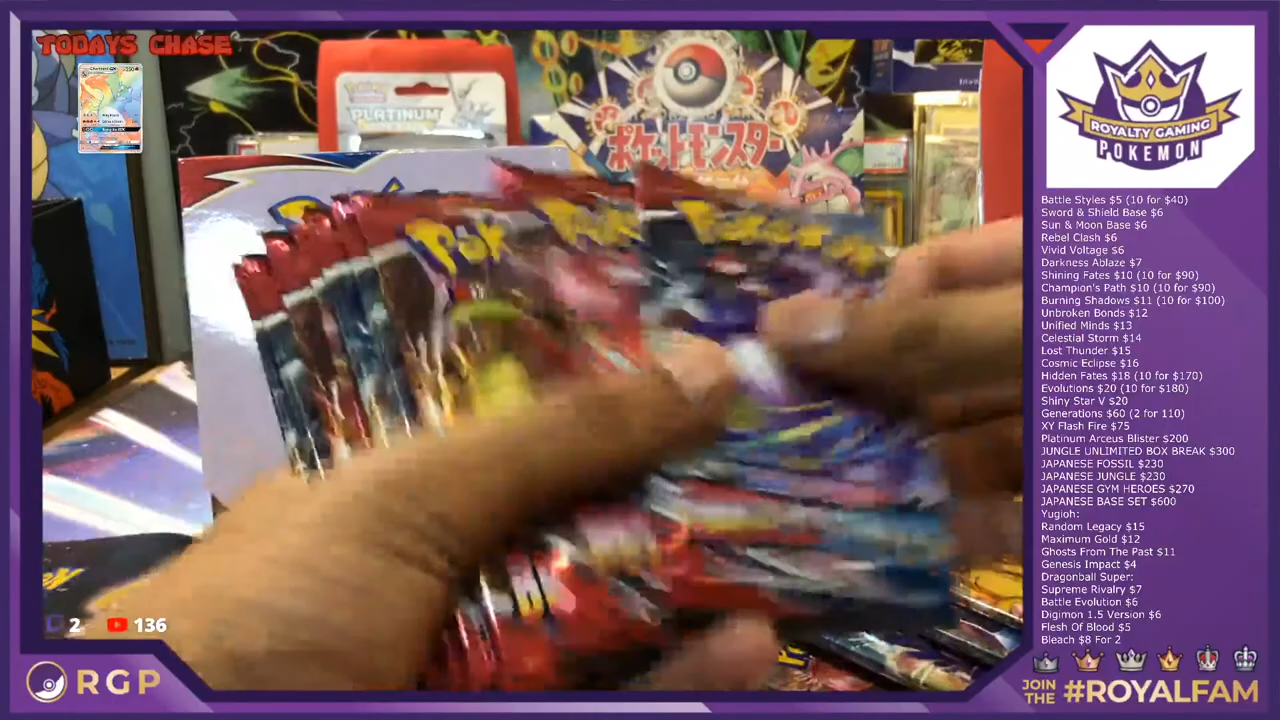 TODAYS CHASE
PLATINUM
ポケットモンスター
ROYALTY GAMING
POKEMON
Battle Styles $5 (10 for $40)
Sword & Shield Base $6
Sun & Moon Base $6
Rebel Clash $6
Vivid Voltage $6
Darkness Ablaze $7
Shining Fates $10 (10 for $90)
Champion's Path $10 (10 for $90)
Burning Shadows $11 (10 for $100)
Unbroken Bonds $12
Unified Minds $13
Celestial Storm $14
Lost Thunder $15
Cosmic Eclipse $16
Hidden Fates $18 (10 for $170)
Evolutions $20 (10 for $180)
Shiny Star V $20
Generations $60 (2 for 110)
XY Flash Fire $75
Platinum Arceus Blister $200
JUNGLE UNLIMITED BOX BREAK $300
JAPANESE FOSSIL $230
JAPANESE JUNGLE $230
JAPANESE GYM HEROES $270
JAPANESE BASE SET $600
Yugioh:
Random Legacy $15
Maximum Gold $12
Ghosts From The Past $11
Genesis Impact $4
Dragonball Super:
Supreme Rivalry $7
Battle Evolution $6
Digimon 1.5 Version $6
Flesh Of Blood $5
Bleach $8 For 2
2 136
RGP
JOIN THE #ROYALFAM